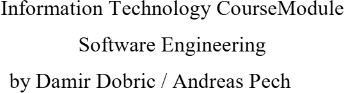 Information Technology CourseModule
Software Engineering
by Damir Dobric / Andreas Pech